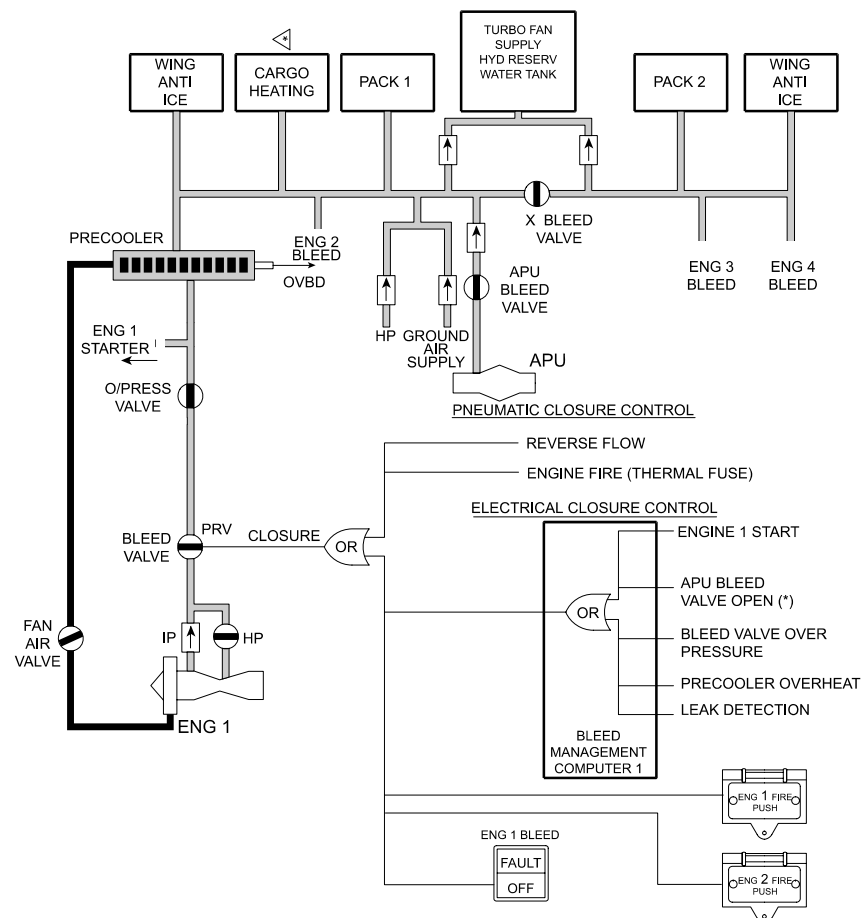 TURBO FAN
SUPPLY
HYD RESERV
WATER TANK
*
WING
ANTI
ICE
CARGO
HEATING
PACK 1
PACK 2
WING
ANTI
ICE
X BLEED
VALVE
PRECOOLER
ENG 2
BLEED
OVBD
APU
BLEED
VALVE
ENG 3
BLEED
ENG 4
BLEED
HP
GROUND
AIR
SUPPLY
ENG 1
STARTER
APU
O/PRESS
VALVE
PNEUMATIC CLOSURE CONTROL
REVERSE FLOW
ENGINE FIRE (THERMAL FUSE)
ELECTRICAL CLOSURE CONTROL
PRV
CLOSURE
OR
BLEED
VALVE
ENGINE 1 START
APU BLEED
VALVE OPEN (*)
OR
BLEED VALVE OVER
PRESSURE
FAN
AIR
VALVE
IP
HP
PRECOOLER OVERHEAT
LEAK DETECTION
ENG 1
BLEED
MANAGEMENT
COMPUTER 1
ENG 1 FIRE
PUSH
ENG 1 BLEED
FAULT
OFF
ENG 2 FIRE
PUSH